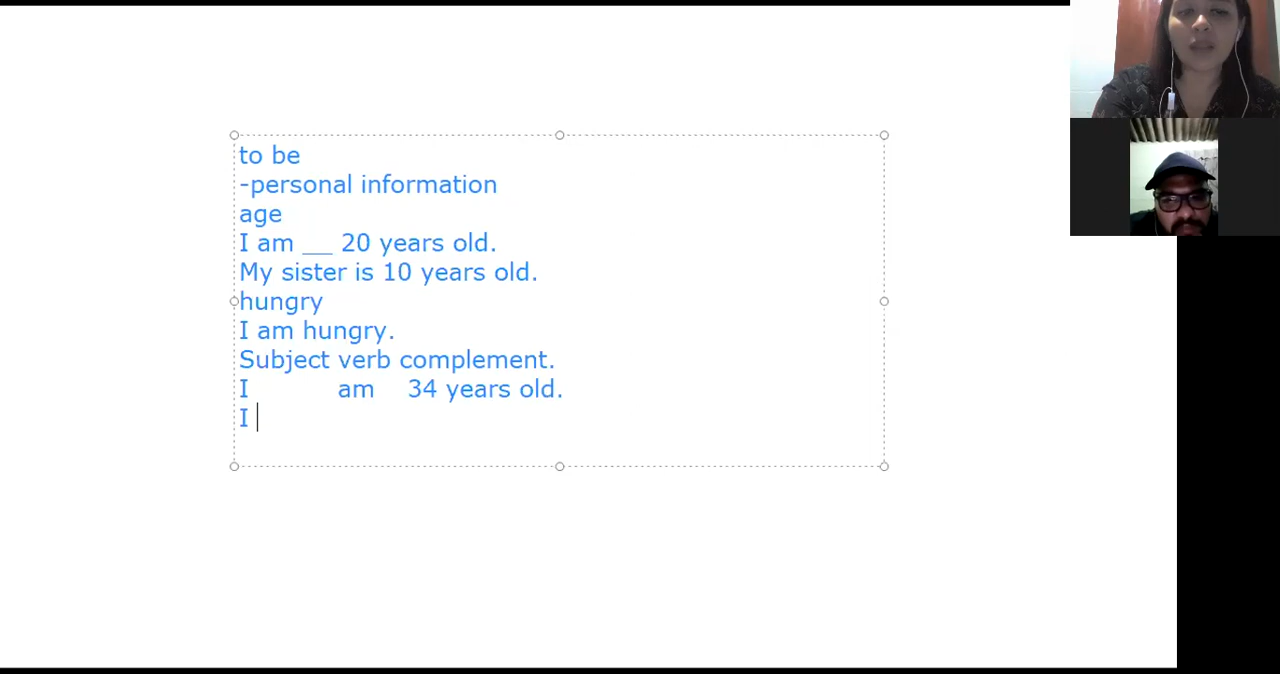 to be
-personal information
age
I am __ 20 years old.
My sister is 10 years old.
hungry
I am hungry.
Subject verb complement.
I am 34 years old.
I